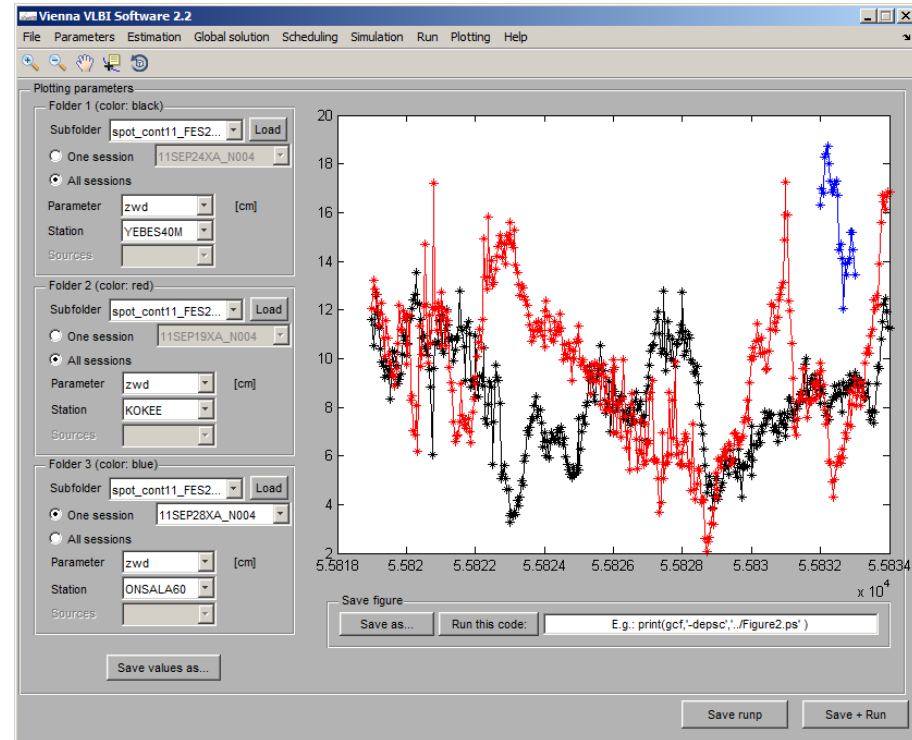 Vienna VLBI Software 2.2
File Parameters Estimation Global solution Scheduling Simulation Run Plotting Help
Plotting parameters
Folder 1 (color: black)
Subfolder spot_cont11_FES2... Load
One session 11SEP24XA_N004
All sessions
Parameter zwd [cm]
Station YEBES40M
Sources
Folder 2 (color: red)
Subfolder spot_cont11_FES2... Load
One session 11SEP19XA_N004
All sessions
Parameter zwd [cm]
Station KOKEE
Sources
Folder 3 (color: blue)
Subfolder spot_cont11_FES2... Load
One session 11SEP28XA_N004
All sessions
Parameter zwd [cm]
Station ONSALA60
Sources
Save values as...
20
18
16
14
12
10
8
6
4
2
5.5818 5.582 5.5822 5.5824 5.5826 5.5828 5.583 5.5832 5.5834
x 10^4
Save figure
Save as... Run this code: E.g.: print(gcf,'-depsc','../Figure2.ps' )
Save runp Save + Run